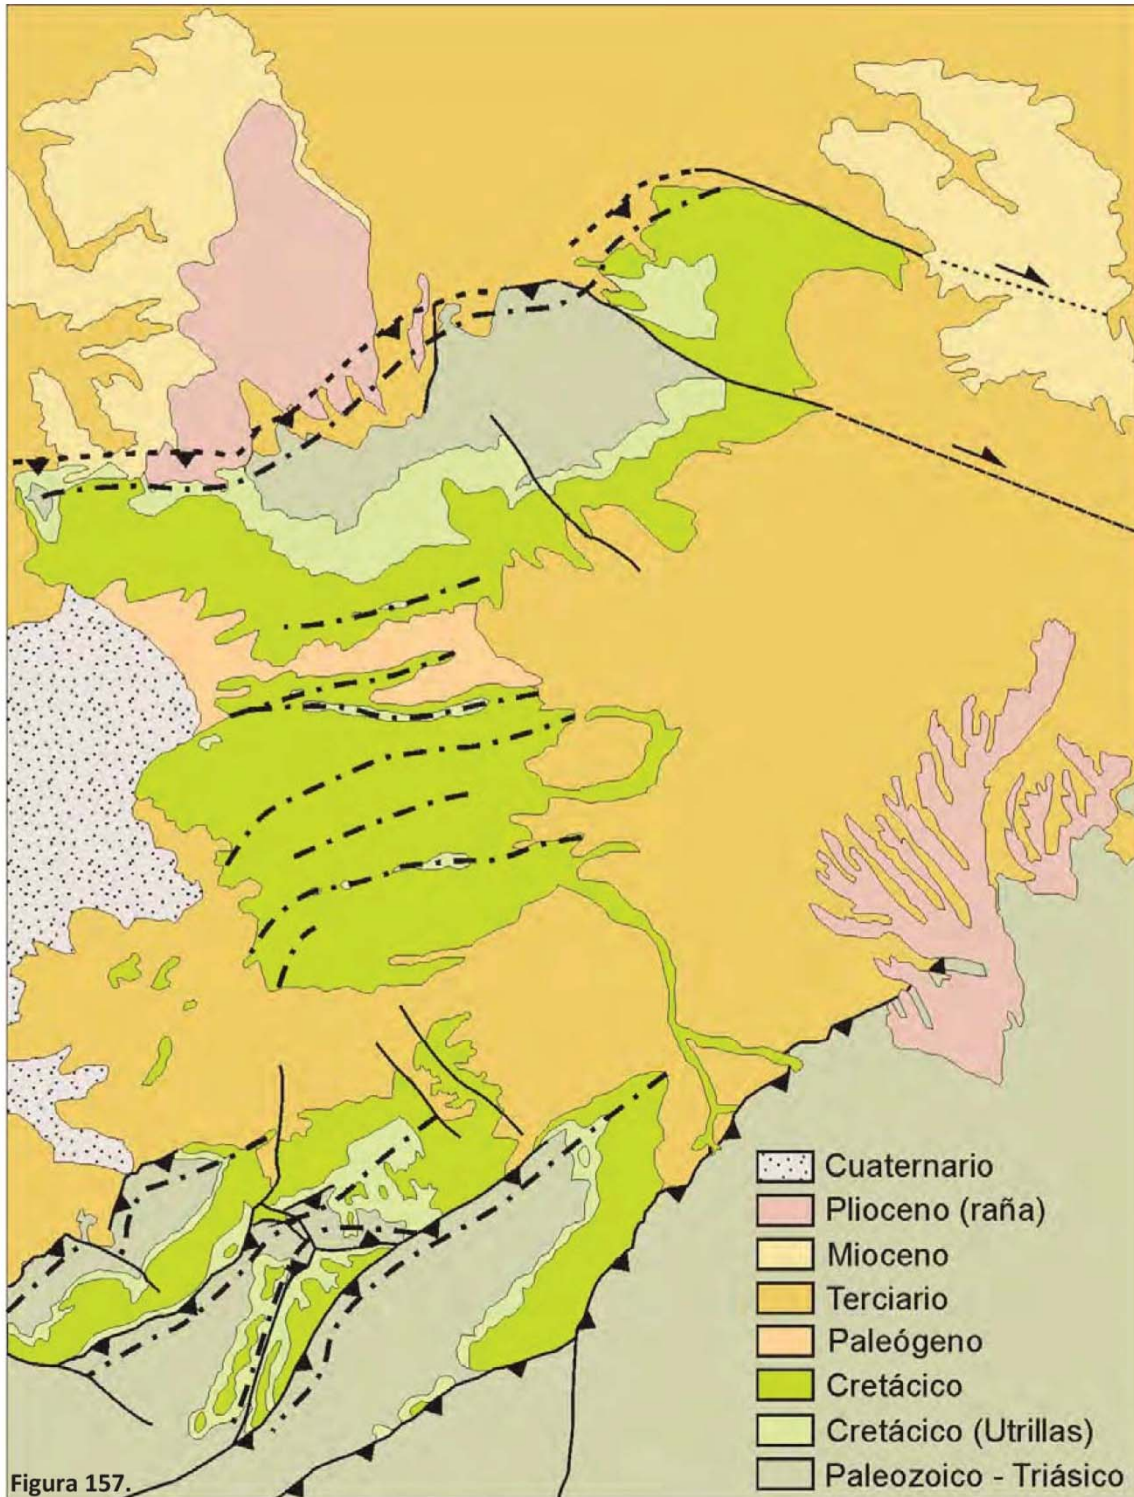 Cuaternario
Plioceno (raña)
Mioceno
Terciario
Paleógeno
Cretácico
Cretácico (Utrillas)
Paleozoico - Triásico
Figura 157.